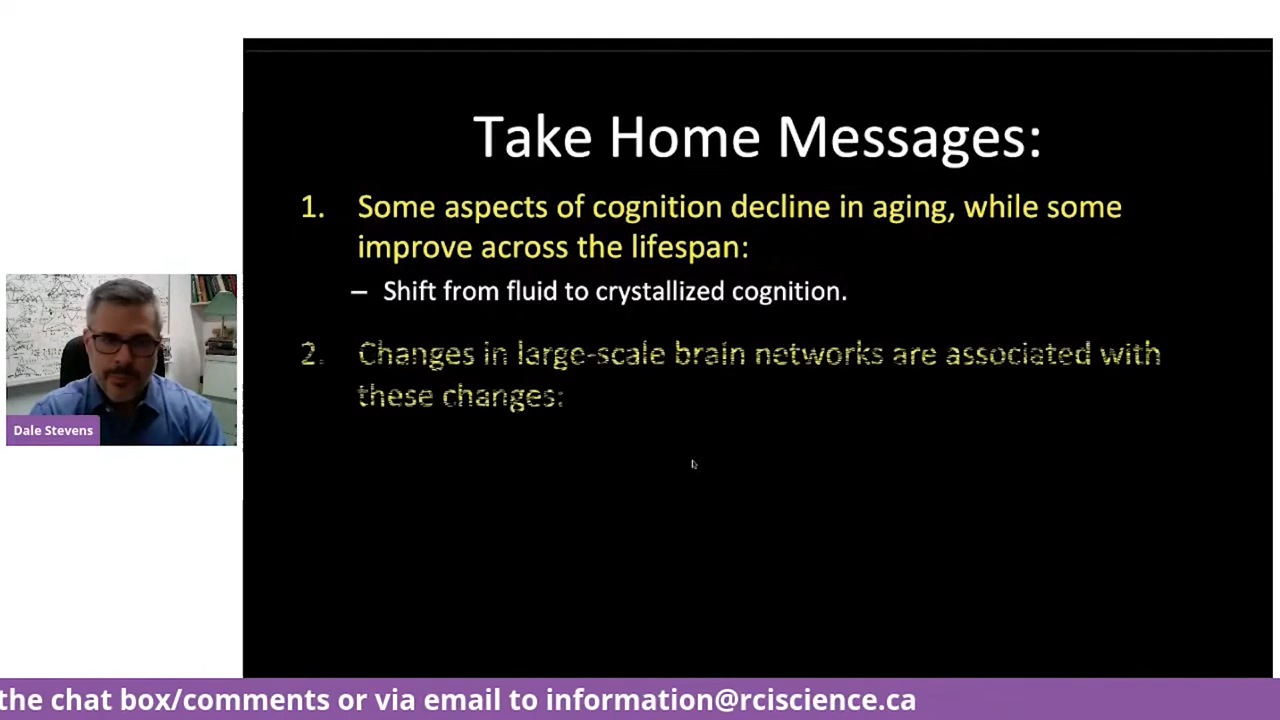 Take Home Messages:
1. Some aspects of cognition decline in aging, while some
improve across the lifespan:
– Shift from fluid to crystallized cognition.
2. Changes in large-scale brain networks are associated with
these changes:
Dale Stevens
the chat box/comments or via email to information@rciscience.ca